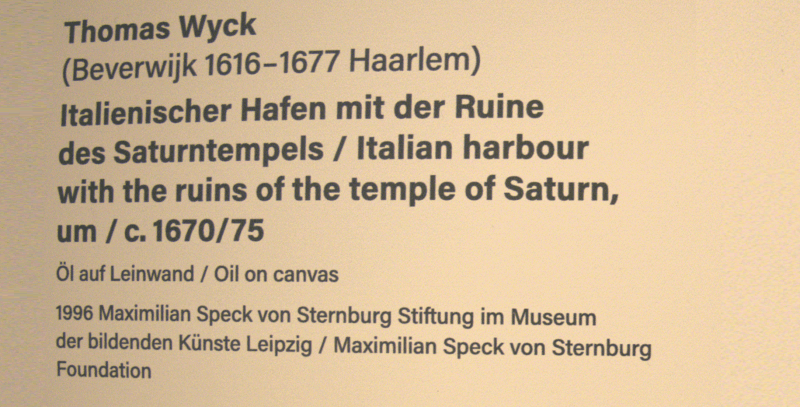 Thomas Wyck
(Beverwijk 1616–1677 Haarlem)
Italienischer Hafen mit der Ruine
des Saturntempels / Italian harbour
with the ruins of the temple of Saturn,
um / c. 1670/75
Öl auf Leinwand / Oil on canvas
1996 Maximilian Speck von Sternburg Stiftung im Museum
der bildenden Künste Leipzig / Maximilian Speck von Sternburg
Foundation